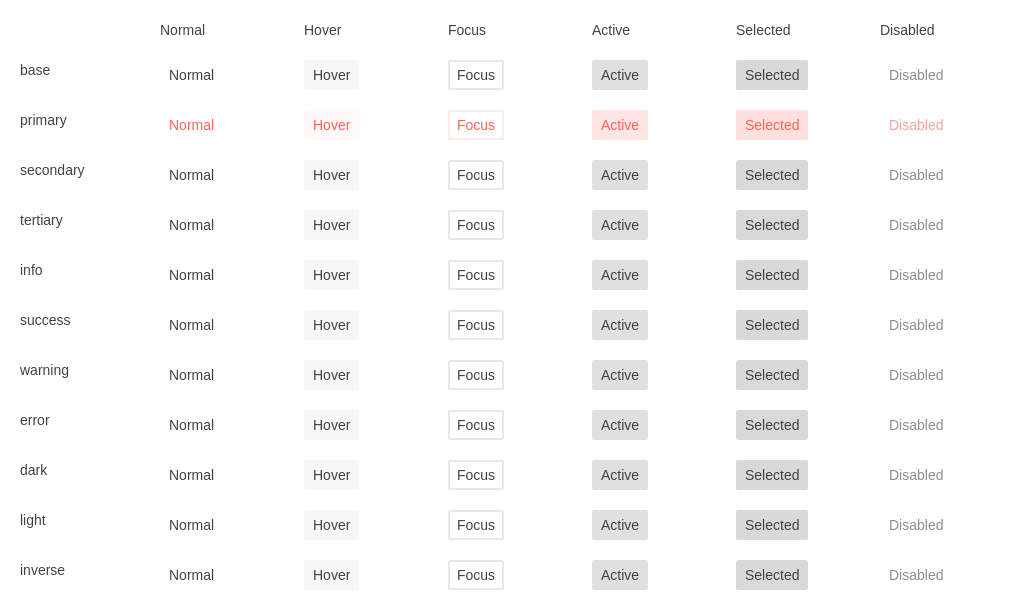 Normal Hover Focus Active Selected Disabled
base Normal Hover Focus Active Selected Disabled
primary Normal Hover Focus Active Selected Disabled
secondary Normal Hover Focus Active Selected Disabled
tertiary Normal Hover Focus Active Selected Disabled
info Normal Hover Focus Active Selected Disabled
success Normal Hover Focus Active Selected Disabled
warning Normal Hover Focus Active Selected Disabled
error Normal Hover Focus Active Selected Disabled
dark Normal Hover Focus Active Selected Disabled
light Normal Hover Focus Active Selected Disabled
inverse Normal Hover Focus Active Selected Disabled